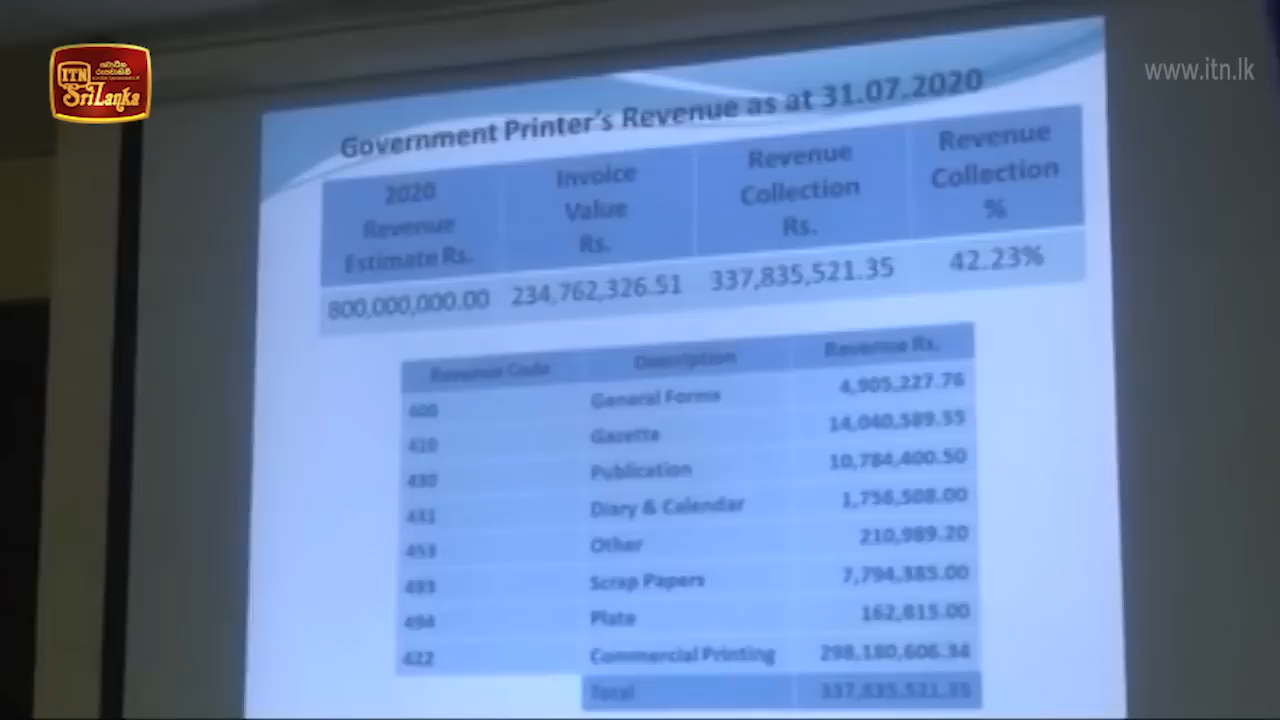 ITN
SriLanka
www.itn.lk
Government Printer's Revenue as at 31.07.2020
2020 Revenue Estimate Rs.
Invoice Value Rs.
Revenue Collection Rs.
Revenue Collection %
800,000,000.00 234,762,326.51 337,835,521.35 42.23%
Revenue Code Description Revenue Rs.
400 General Forms 4,905,227.76
410 Gazette 14,040,589.55
430 Publication 10,784,400.50
431 Diary & Calendar 1,756,508.00
453 Other 210,989.20
493 Scrap Papers 7,794,385.00
494 Plate 162,815.00
422 Commercial Printing 298,180,606.34
Total 337,835,521.35